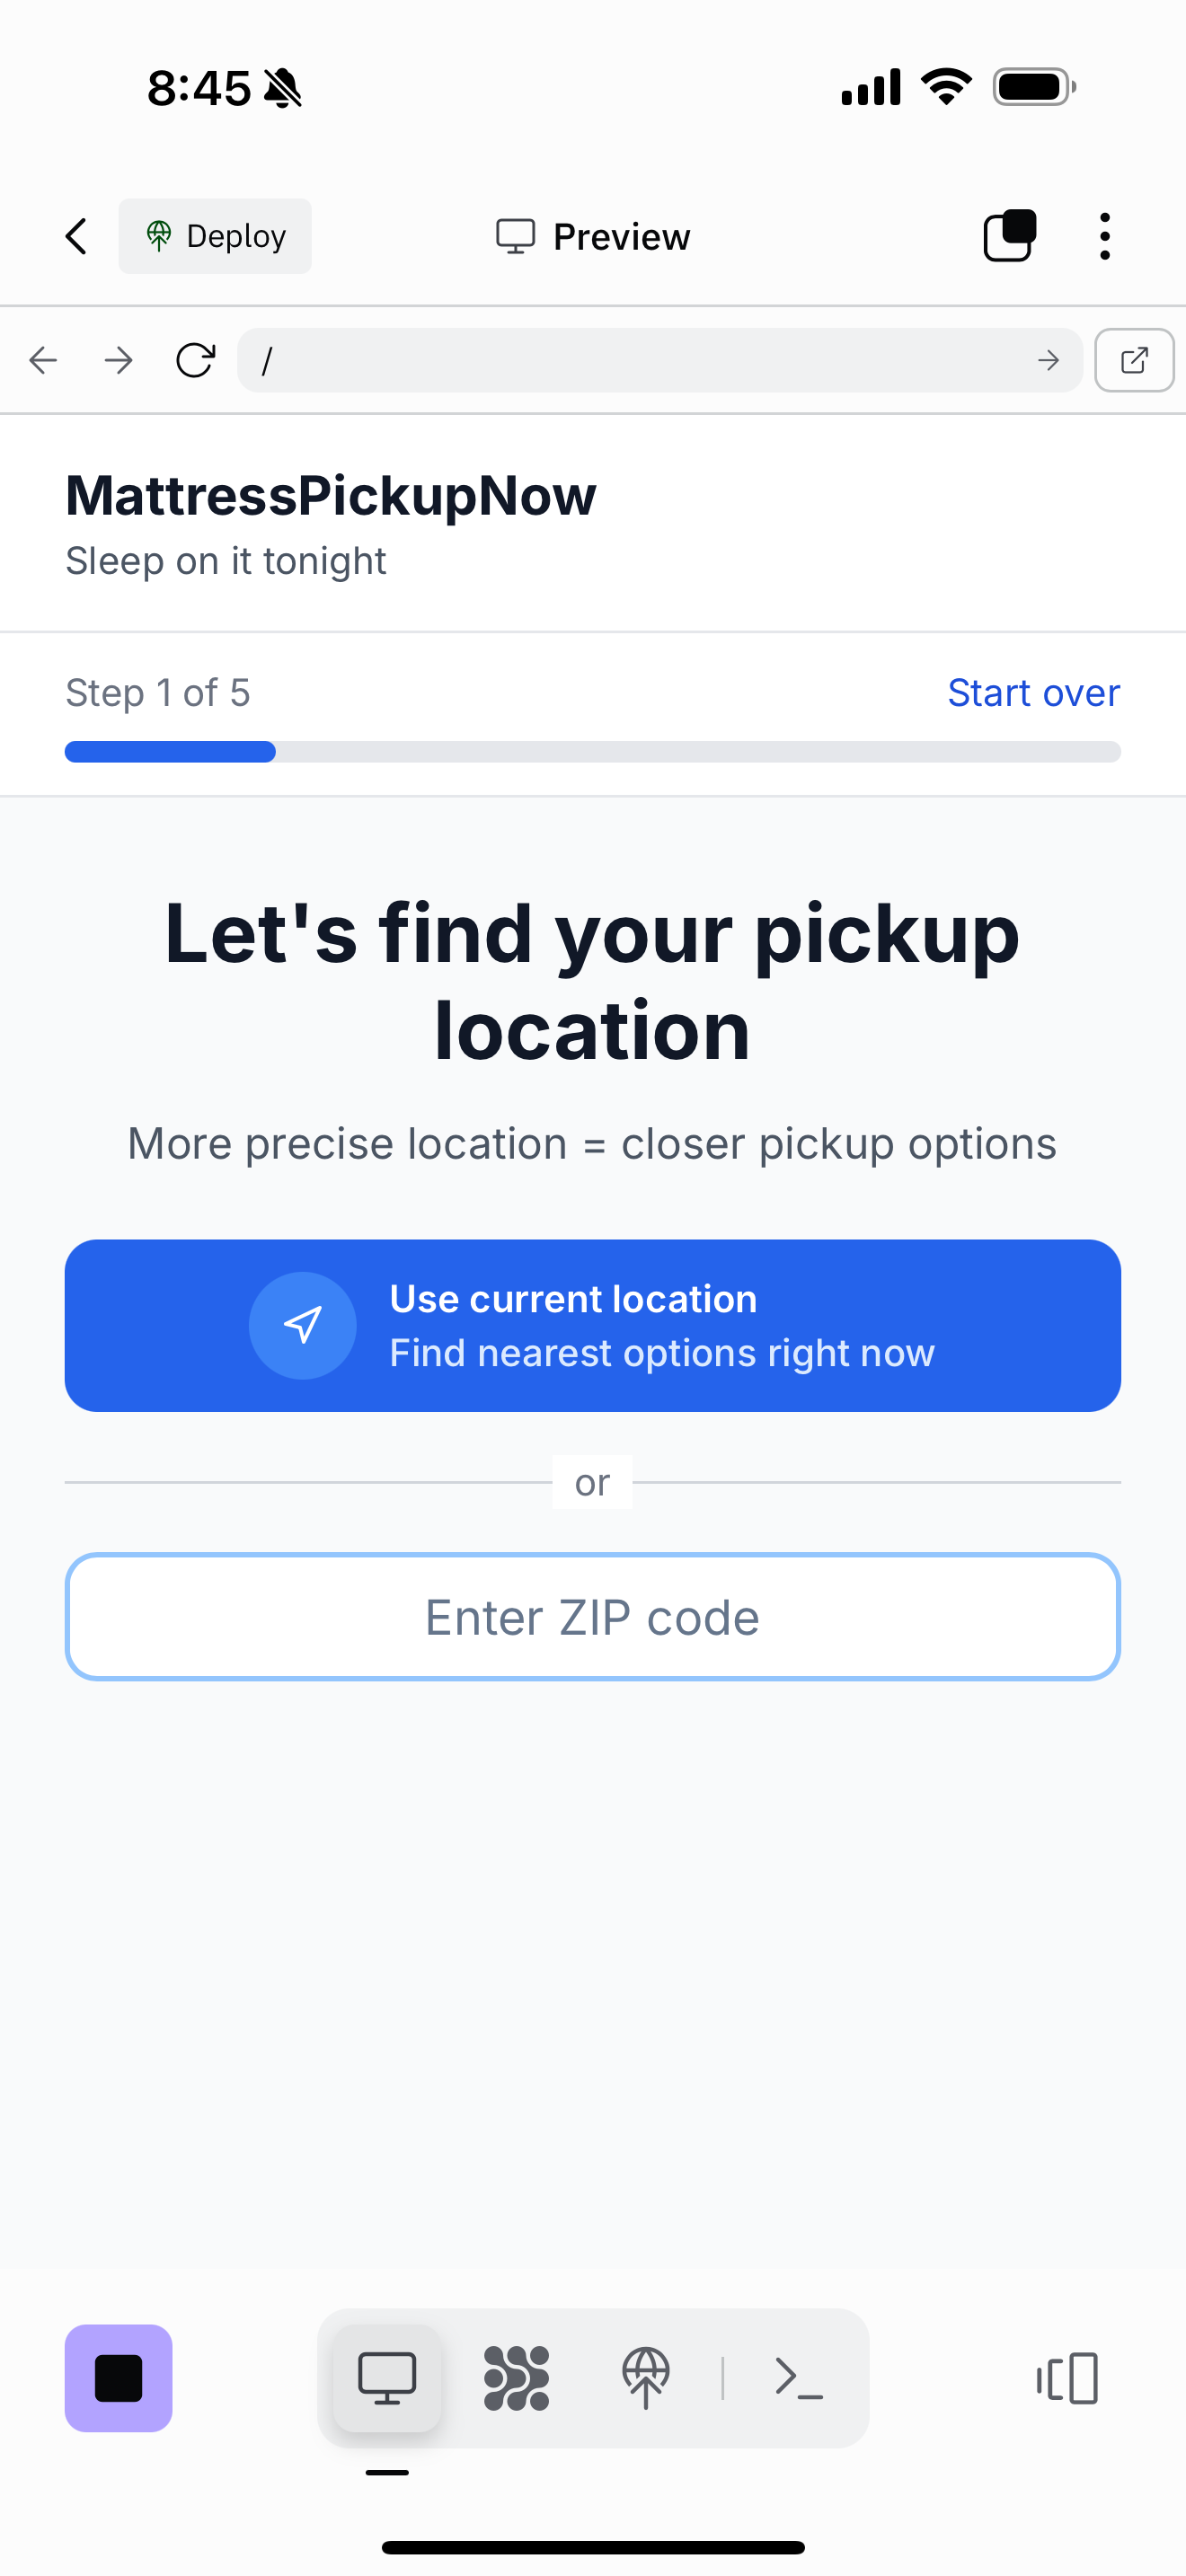 8:45
Deploy
Preview
/
MattressPickupNow
Sleep on it tonight
Step 1 of 5
Start over
Let's find your pickup
location
More precise location = closer pickup options
Use current location
Find nearest options right now
or
Enter ZIP code